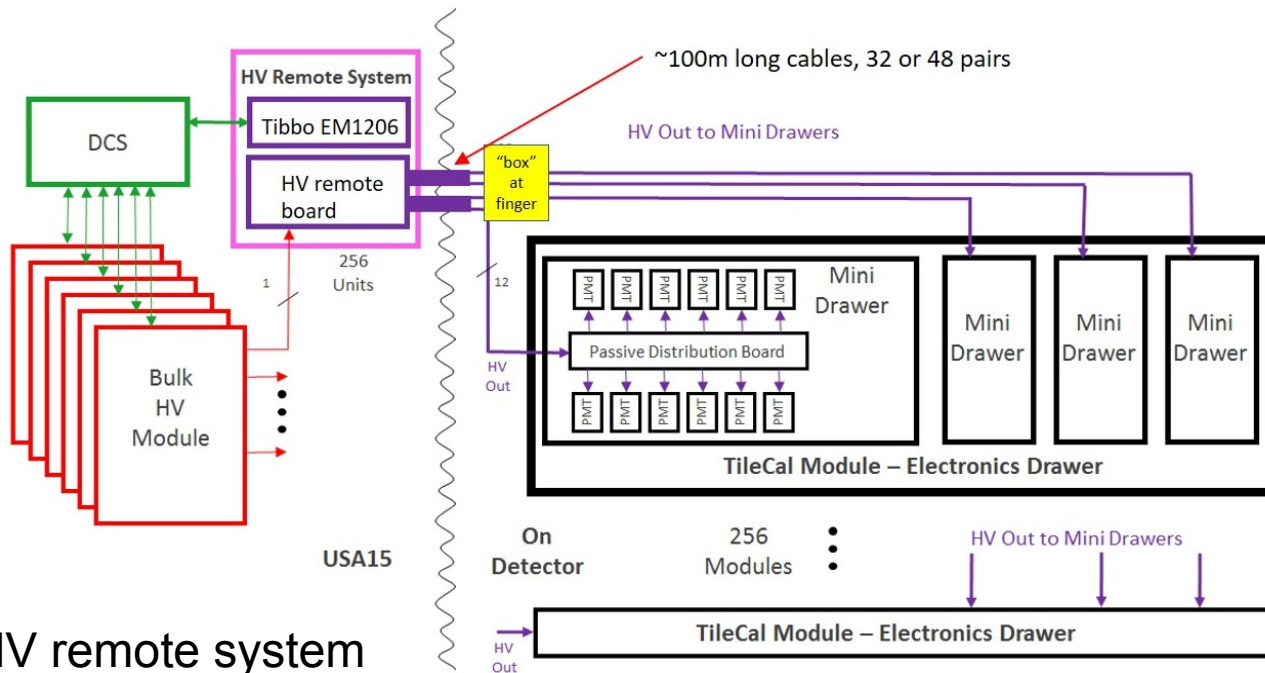 ~100m long cables, 32 or 48 pairs
HV Remote System
Tibbo EM1206
DCS
HV remote
board
HV Out to Mini Drawers
"box"
at
finger
256
Units
1
12
Bulk
HV
Module
Mini
Drawer
PMT PMT PMT PMT PMT PMT
Passive Distribution Board
HV
Out
PMT PMT PMT PMT PMT PMT
Mini
Drawer
Mini
Drawer
Mini
Drawer
TileCal Module – Electronics Drawer
USA15
On
Detector
256
Modules
HV Out to Mini Drawers
TileCal Module – Electronics Drawer
HV
Out
HV remote system